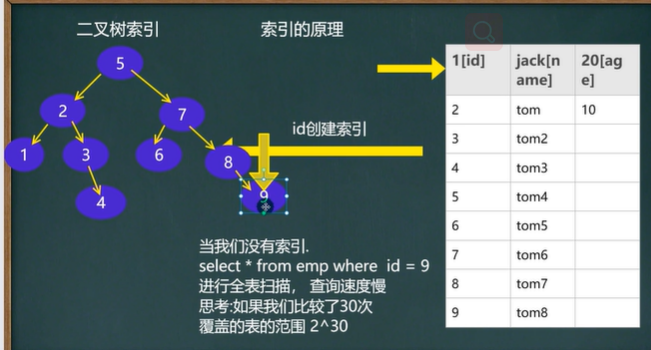 二叉树索引
索引的原理
5
2
7
1
3
6
8
4
9
id创建索引
当我们没有索引.
select * from emp where id = 9
进行全表扫描， 查询速度慢
思考:如果我们比较了30次
覆盖的表的范围 2^30
1[id] jack[n 20[ag
ame] e]
2 tom 10
3 tom2
4 tom3
5 tom4
6 tom5
7 tom6
8 tom7
9 tom8